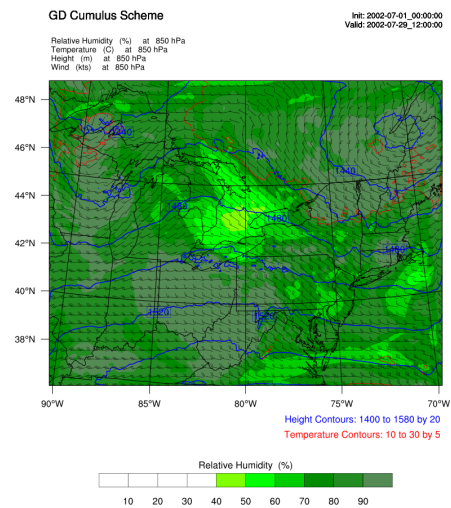 GD Cumulus Scheme
Init: 2002-07-01_00:00:00
Valid: 2002-07-29_12:00:00
Relative Humidity (%) at 850 hPa
Temperature (C) at 850 hPa
Height (m) at 850 hPa
Wind (kts) at 850 hPa
48°N
46°N
44°N
42°N
40°N
38°N
1440
1440
1460
1480
90°W 85°W 80°W 75°W 70°W
Height Contours: 1400 to 1580 by 20
Temperature Contours: 10 to 30 by 5
Relative Humidity (%)
10 20 30 40 50 60 70 80 90